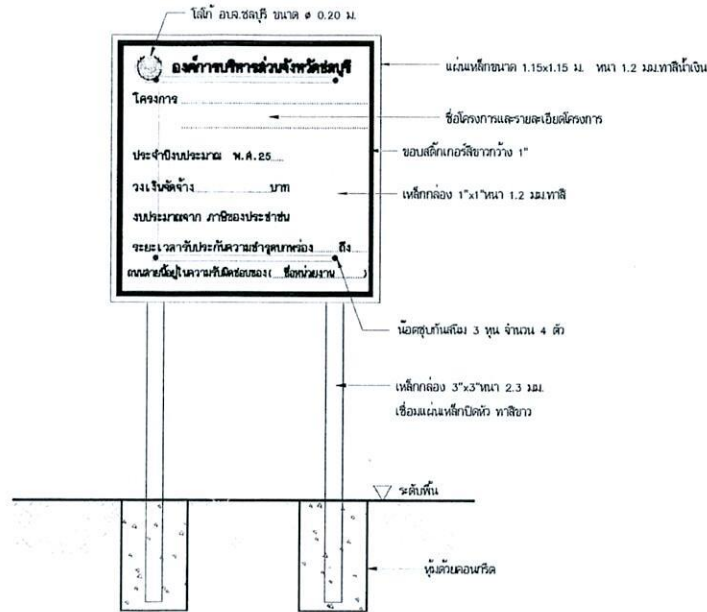 โลโก้ อบจ.ชลบุรี ขนาด ø 0.20 ม.
องค์การบริหารส่วนจังหวัดชลบุรี
แผ่นเหล็กขนาด 1.15x1.15 ม. หนา 1.2 มม.ทาสีน้ำเงิน
โครงการ
ชื่อโครงการและรายละเอียดโครงการ
ประจำปีงบประมาณ พ.ศ.25
ขอบสติ๊กเกอร์สีขาวกว้าง 1"
วงเงินจัดจ้าง บาท
เหล็กกล่อง 1"x1"หนา 1.2 มม.ทาสี
งบประมาณจาก ภาษีของประชาชน
ระยะเวลารับประกันความชำรุดบกพร่อง ถึง
ถนนสายนี้อยู่ในความรับผิดชอบของ( ชื่อหน่วยงาน )
น๊อตชุบกันสนิม 3 หุน จำนวน 4 ตัว
เหล็กกล่อง 3"x3"หนา 2.3 มม.
เชื่อมแผ่นเหล็กปิดหัว ทาสีขาว
ระดับพื้น
หุ้มด้วยคอนกรีต